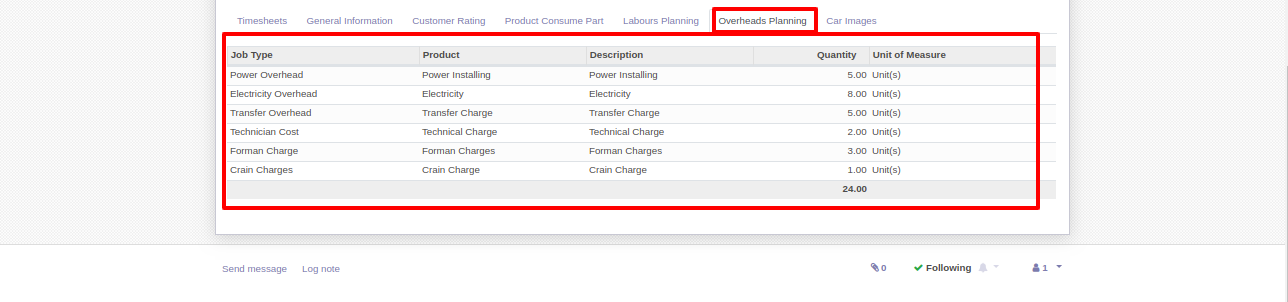 Timesheets General Information Customer Rating Product Consume Part Labours Planning Overheads Planning Car Images
Job Type Product Description Quantity Unit of Measure
Power Overhead Power Installing Power Installing 5.00 Unit(s)
Electricity Overhead Electricity Electricity 8.00 Unit(s)
Transfer Overhead Transfer Charge Transfer Charge 5.00 Unit(s)
Technician Cost Technical Charge Technical Charge 2.00 Unit(s)
Forman Charge Forman Charges Forman Charges 3.00 Unit(s)
Crain Charges Crain Charge Crain Charge 1.00 Unit(s)
24.00
Send message Log note 0 Following 1